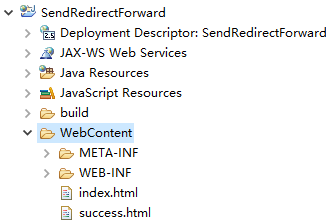 SendRedirectForward
Deployment Descriptor: SendRedirectForward
JAX-WS Web Services
Java Resources
JavaScript Resources
build
WebContent
META-INF
WEB-INF
index.html
success.html